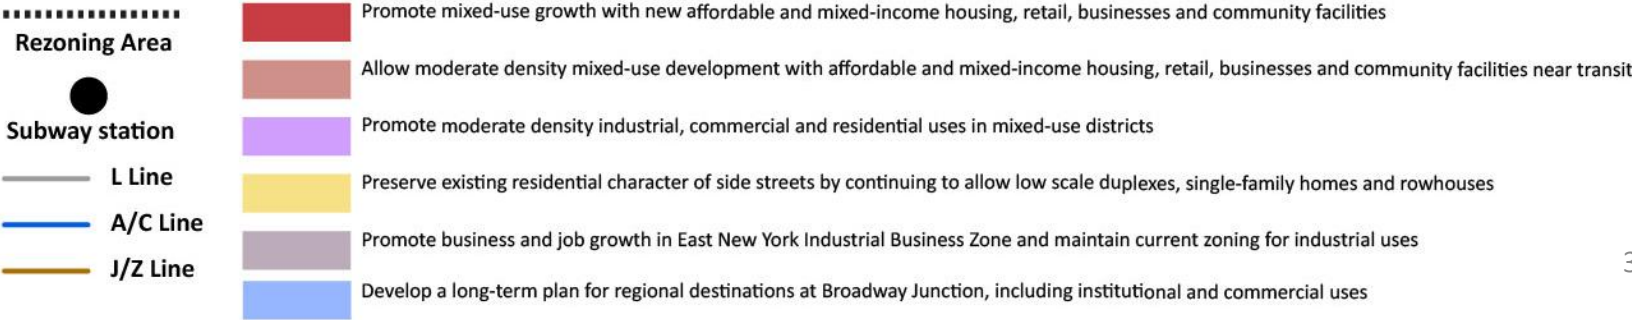 Rezoning Area
Subway station
L Line
A/C Line
J/Z Line
Promote mixed-use growth with new affordable and mixed-income housing, retail, businesses and community facilities
Allow moderate density mixed-use development with affordable and mixed-income housing, retail, businesses and community facilities near transit
Promote moderate density industrial, commercial and residential uses in mixed-use districts
Preserve existing residential character of side streets by continuing to allow low scale duplexes, single-family homes and rowhouses
Promote business and job growth in East New York Industrial Business Zone and maintain current zoning for industrial uses
Develop a long-term plan for regional destinations at Broadway Junction, including institutional and commercial uses